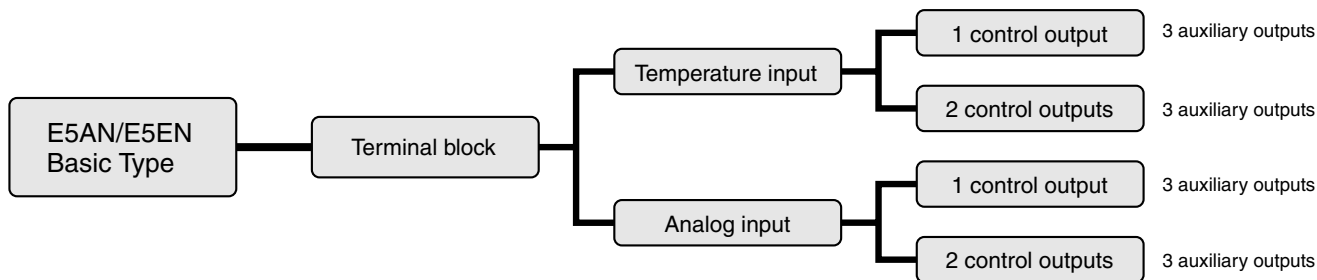 E5AN/E5EN
Basic Type
Terminal block
Temperature input
1 control output 3 auxiliary outputs
2 control outputs 3 auxiliary outputs
Analog input
1 control output 3 auxiliary outputs
2 control outputs 3 auxiliary outputs